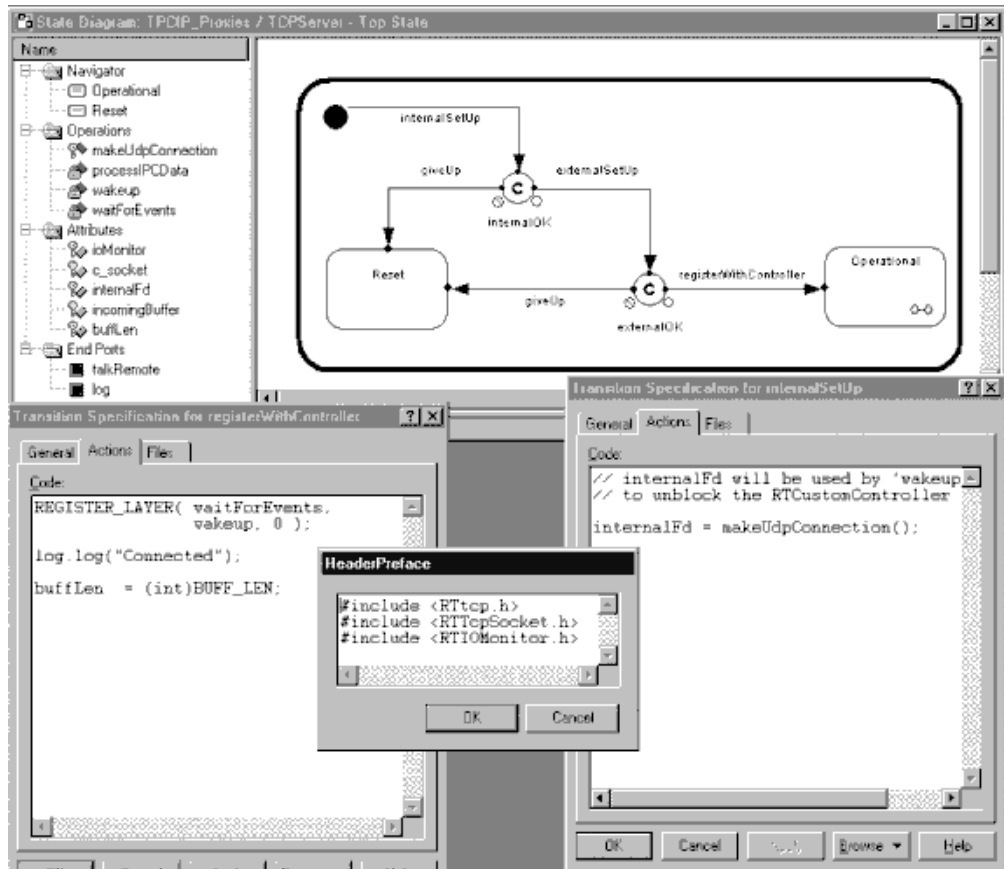 State Diagram: TPCIP_Proxies / TCPServer - Top State
Name
Navigator
Operational
Reset
Operations
makeUdpConnection
processIPCData
wakeup
waitForEvents
Attributes
ioMonitor
c_socket
internalFd
incomingBuffer
buffLen
End Ports
talkRemote
log
internalSetUp
giveUp
externalSetUp
C
internalOK
Reset
giveUp
C
externalOK
registerWithController
Operational
Transition Specification for registerWithController
General Actions Files
Code:
REGISTER_LAYER( waitForEvents,
wakeup, 0 );
log.log("Connected");
buffLen = (int)BUFF_LEN;
HeaderPreface
#include <RTtcp.h>
#include <RTTcpSocket.h>
#include <RTIOMonitor.h>
OK Cancel
Transition Specification for internalSetUp
General Actions Files
Code:
// internalFd will be used by 'wakeup
// to unblock the RTCustomController
internalFd = makeUdpConnection();
OK Cancel Apply Browse Help